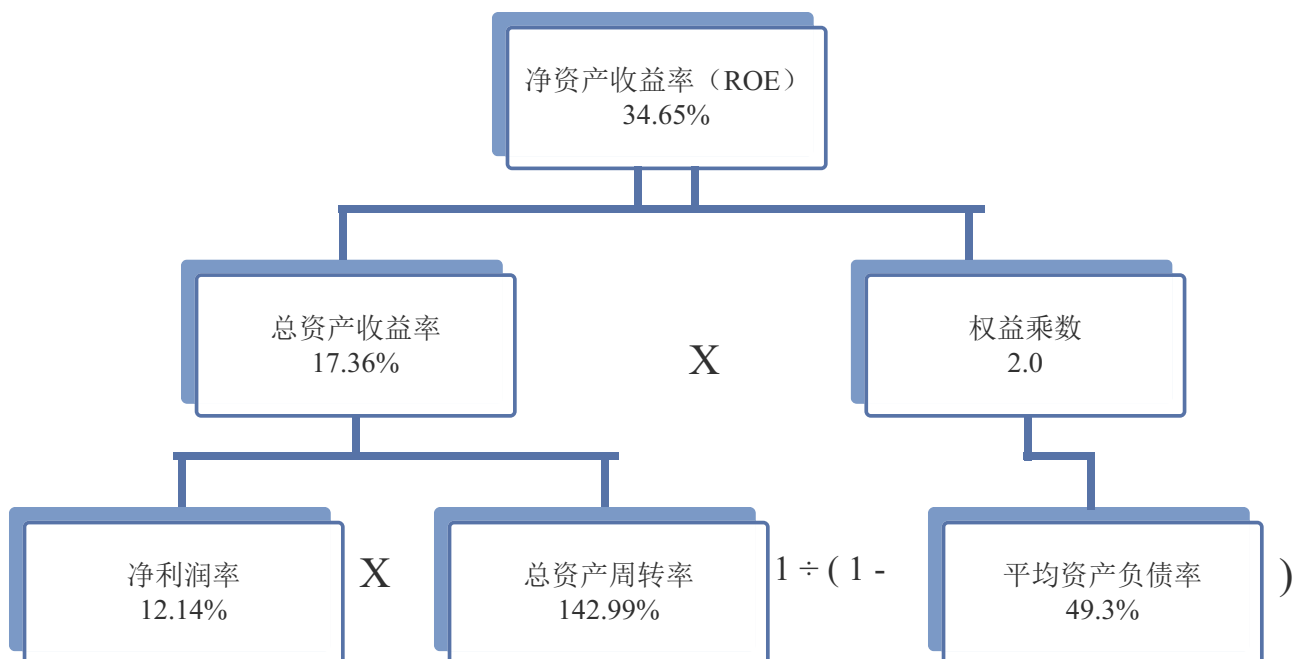 净资产收益率（ROE）
34.65%
总资产收益率
17.36%
X
权益乘数
2.0
净利润率
12.14%
X
总资产周转率
142.99%
1 ÷ ( 1 -
平均资产负债率
49.3%
)